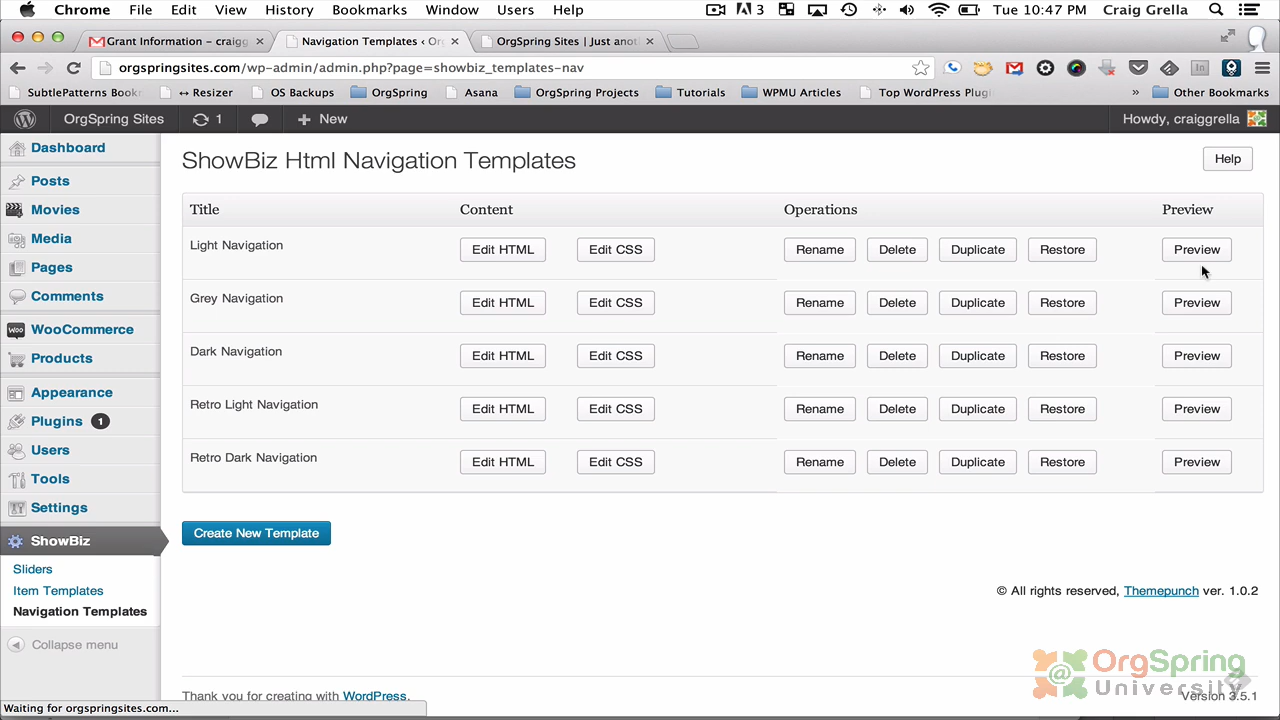 Chrome File Edit View History Bookmarks Window Users Help 3 Tue 10:47 PM Craig Grella
Grant Information – craigg Navigation Templates ‹ Or OrgSpring Sites | Just anot
orgspringsites.com/wp-admin/admin.php?page=showbiz_templates-nav
SubtlePatterns Book ↔ Resizer OS Backups OrgSpring Asana OrgSpring Projects Tutorials WPMU Articles Top WordPress Plugi » Other Bookmarks
OrgSpring Sites 1 + New Howdy, craiggrella
Dashboard
Posts
Movies
Media
Pages
Comments
WooCommerce
Products
Appearance
Plugins 1
Users
Tools
Settings
ShowBiz
Sliders
Item Templates
Navigation Templates
Collapse menu
ShowBiz Html Navigation Templates Help
Title Content Operations Preview
Light Navigation Edit HTML Edit CSS Rename Delete Duplicate Restore Preview
Grey Navigation Edit HTML Edit CSS Rename Delete Duplicate Restore Preview
Dark Navigation Edit HTML Edit CSS Rename Delete Duplicate Restore Preview
Retro Light Navigation Edit HTML Edit CSS Rename Delete Duplicate Restore Preview
Retro Dark Navigation Edit HTML Edit CSS Rename Delete Duplicate Restore Preview
Create New Template
© All rights reserved, Themepunch ver. 1.0.2
OrgSpring
University
Thank you for creating with WordPress. Version 3.5.1
Waiting for orgspringsites.com...